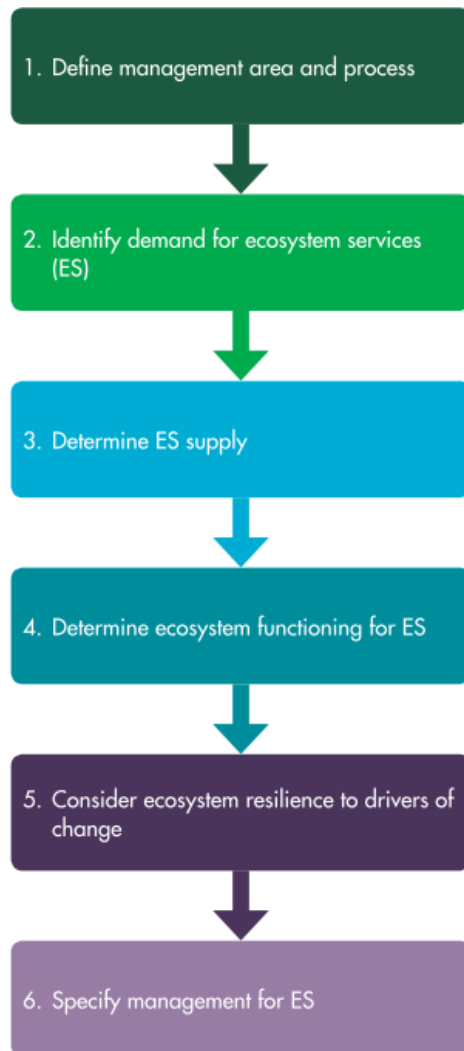 1. Define management area and process
2. Identify demand for ecosystem services
(ES)
3. Determine ES supply
4. Determine ecosystem functioning for ES
5. Consider ecosystem resilience to drivers of
change
6. Specify management for ES